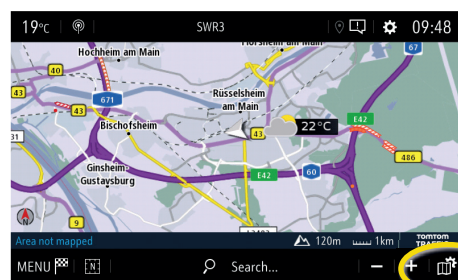 19°C
SWR3
09:48
Hochheim am Main
Flörsheim am Main
67
40
43
671
43
Rüsselsheim
am Main
Bischofsheim
43
22°C
E42
31
486
Ginsheim-
Gustavsburg
E42
60
N
9
Area not mapped
120m
1km
TOMTOM
TRAFFIC
MENU
N
Search...
− +